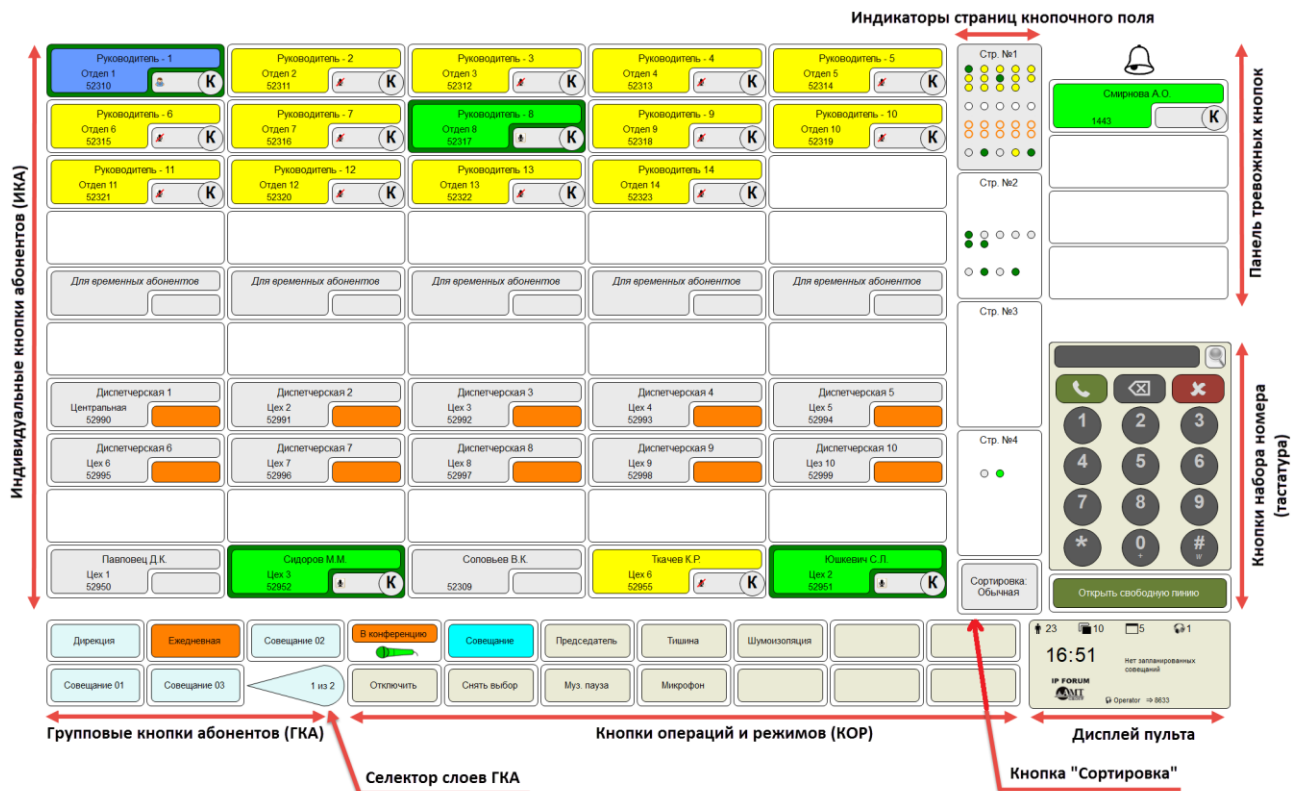 Индикаторы страниц кнопочного поля
Индивидуальные кнопки абонентов (ИКА)
Руководитель - 1
Отдел 1
52310
К
Руководитель - 2
Отдел 2
52311
К
Руководитель - 3
Отдел 3
52312
К
Руководитель - 4
Отдел 4
52313
К
Руководитель - 5
Отдел 5
52314
К
Руководитель - 6
Отдел 6
52315
К
Руководитель - 7
Отдел 7
52316
К
Руководитель - 8
Отдел 8
52317
К
Руководитель - 9
Отдел 9
52318
К
Руководитель - 10
Отдел 10
52319
К
Руководитель - 11
Отдел 11
52321
К
Руководитель - 12
Отдел 12
52320
К
Руководитель 13
Отдел 13
52322
К
Руководитель 14
Отдел 14
52323
К
Для временных абонентов
Для временных абонентов
Для временных абонентов
Для временных абонентов
Для временных абонентов
Диспетчерская 1
Центральная
52990
Диспетчерская 2
Цех 2
52991
Диспетчерская 3
Цех 3
52992
Диспетчерская 4
Цех 4
52993
Диспетчерская 5
Цех 5
52994
Диспетчерская 6
Цех 6
52995
Диспетчерская 7
Цех 7
52996
Диспетчерская 8
Цех 8
52997
Диспетчерская 9
Цех 9
52998
Диспетчерская 10
Цез 10
52999
Павловец Д.К.
Цех 1
52950
Сидоров М.М.
Цех 3
52952
К
Соловьев В.К.
52309
Ткачев К.Р.
Цех 6
52955
К
Юшкевич С.Л.
Цех 2
52951
К
Стр. №1
Стр. №2
Стр. №3
Стр. №4
Сортировка:
Обычная
Смирнова А.О.
1443
К
Панель тревожных кнопок
1
2
3
4
5
6
7
8
9
*
0
+
#
W
Открыть свободную линию
Кнопки набора номера
(тастатура)
Дирекция
Ежедневная
Совещание 02
В конференцию
Совещание
Председатель
Тишина
Шумоизоляция
Совещание 01
Совещание 03
1 из 2
Отключить
Снять выбор
Муз. пауза
Микрофон
23
10
5
1
16:51
Нет запланированных
совещаний
IP FORUM
AMT
Operator ⇒ 8633
Групповые кнопки абонентов (ГКА)
Кнопки операций и режимов (КОР)
Дисплей пульта
Селектор слоев ГКА
Кнопка "Сортировка"